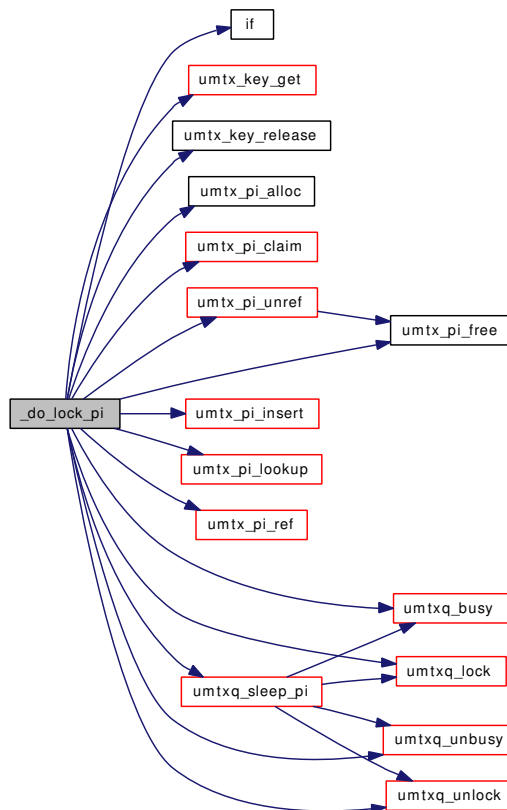 if
umtx_key_get
umtx_key_release
umtx_pi_alloc
umtx_pi_claim
umtx_pi_unref
umtx_pi_free
_do_lock_pi
umtx_pi_insert
umtx_pi_lookup
umtx_pi_ref
umtxq_busy
umtxq_lock
umtxq_sleep_pi
umtxq_unbusy
umtxq_unlock